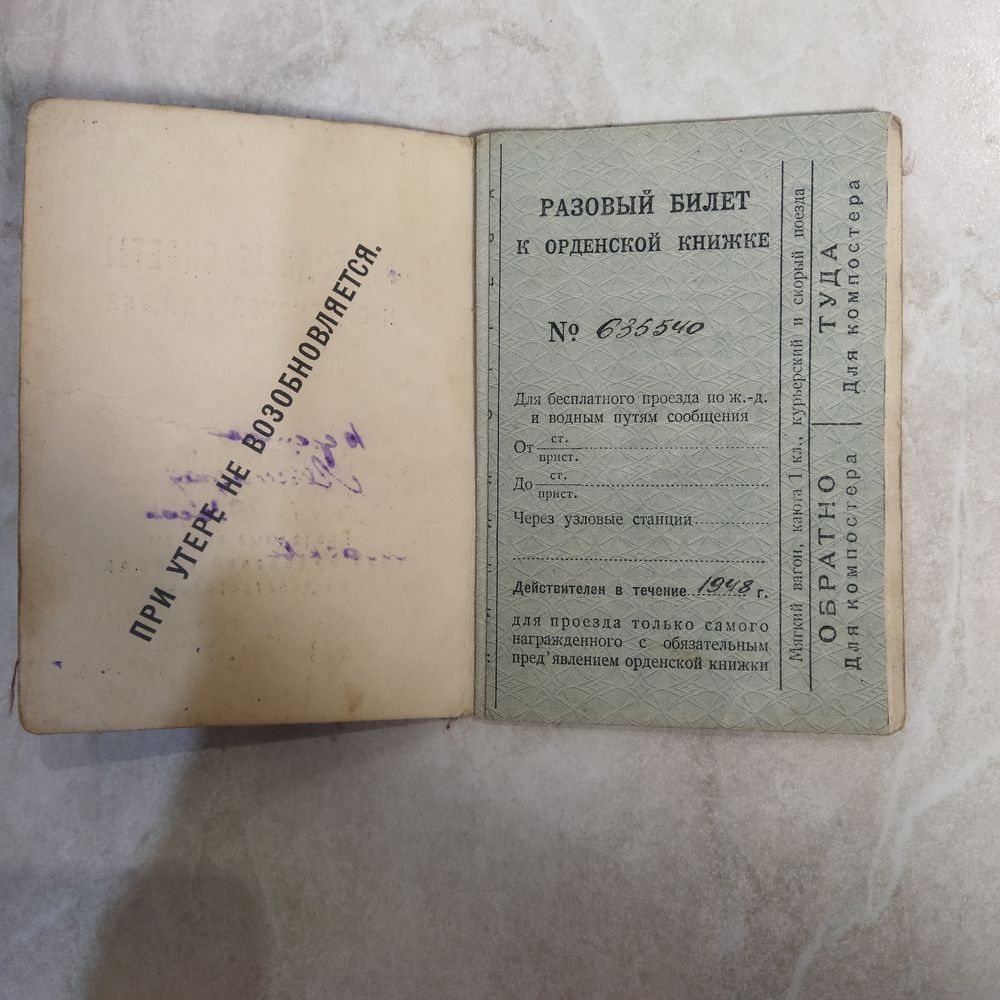 ПРИ УТЕРЕ НЕ ВОЗОБНОВЛЯЕТСЯ.
РАЗОВЫЙ БИЛЕТ
К ОРДЕНСКОЙ КНИЖКЕ
№ 635540
Для бесплатного проезда по ж.-д.
и водным путям сообщения
От ст.
прист.
До ст.
прист.
Через узловые станции
Действителен в течение 1948 г.
для проезда только самого
награжденного с обязательным
пред'явлением орденской книжки
Мягкий вагон, каюта 1 кл., курьерский и скорый поезда
ОБРАТНО
Для компостера
ТУДА
Для компостера